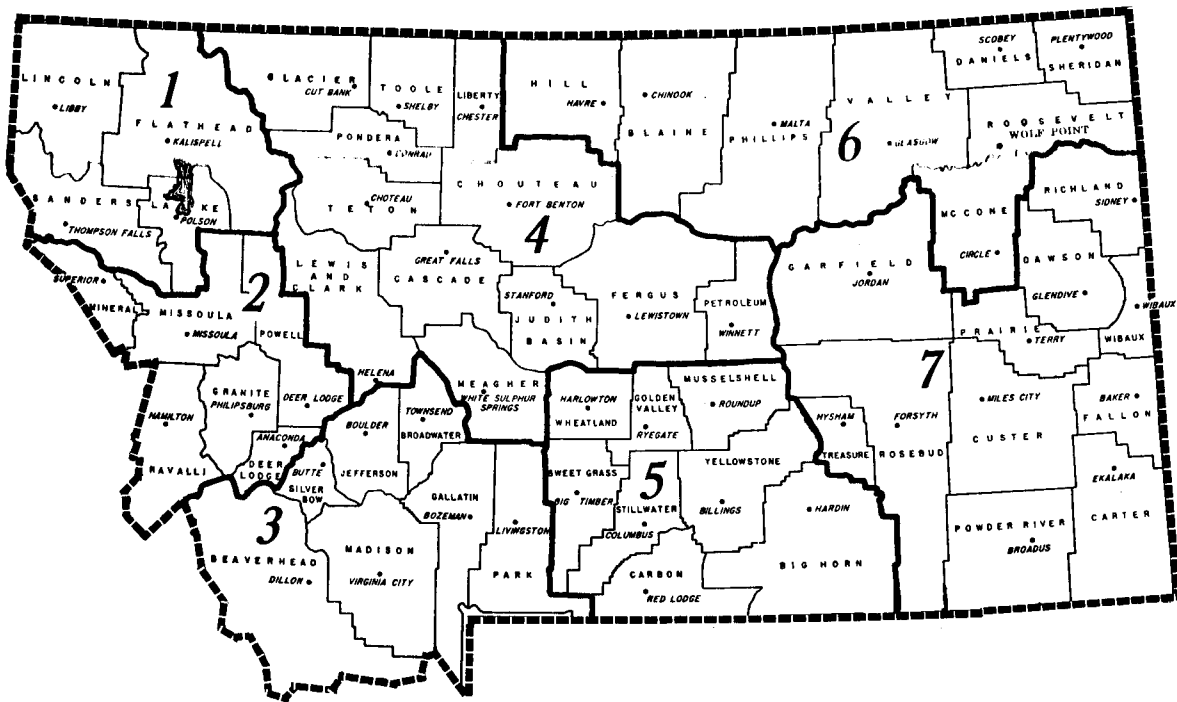 LINCOLN
LIBBY
1
FLATHEAD
KALISPELL
SANDERS
THOMPSON FALLS
LAKE
POLSON
GLACIER
CUT BANK
TOOLE
SHELBY
LIBERTY
CHESTER
PONDERA
CONRAD
CHOTEAU
TETON
HILL
HAVRE
CHINOOK
BLAINE
MALTA
PHILLIPS
VALLEY
6
GLASGOW
SCOBEY
DANIELS
PLENTYWOOD
SHERIDAN
ROOSEVELT
WOLF POINT
CHOUTEAU
FORT BENTON
4
LEWIS
AND
CLARK
GREAT FALLS
CASCADE
STANFORD
JUDITH
BASIN
FERGUS
LEWISTOWN
PETROLEUM
WINNETT
HELENA
MEAGHER
WHITE SULPHUR
SPRINGS
SUPERIOR
MINERAL
2
MISSOULA
MISSOULA
POWELL
GRANITE
PHILIPSBURG
DEER LODGE
HAMILTON
RAVALLI
ANACONDA
DEER
LODGE
BUTTE
SILVER
BOW
BOULDER
JEFFERSON
TOWNSEND
BROADWATER
3
BEAVERHEAD
DILLON
MADISON
VIRGINIA CITY
GALLATIN
BOZEMAN
LIVINGSTON
PARK
HARLOWTON
WHEATLAND
GOLDEN
VALLEY
RYEGATE
MUSSELSHELL
ROUNDUP
SWEET GRASS
BIG TIMBER
5
STILLWATER
COLUMBUS
YELLOWSTONE
BILLINGS
CARBON
RED LODGE
HARDIN
BIG HORN
GARFIELD
JORDAN
MCCONE
CIRCLE
RICHLAND
SIDNEY
DAWSON
GLENDIVE
WIBAUX
WIBAUX
PRAIRIE
TERRY
7
HYSHAM
TREASURE
FORSYTH
ROSEBUD
MILES CITY
CUSTER
BAKER
FALLON
EKALAKA
CARTER
POWDER RIVER
BROADUS